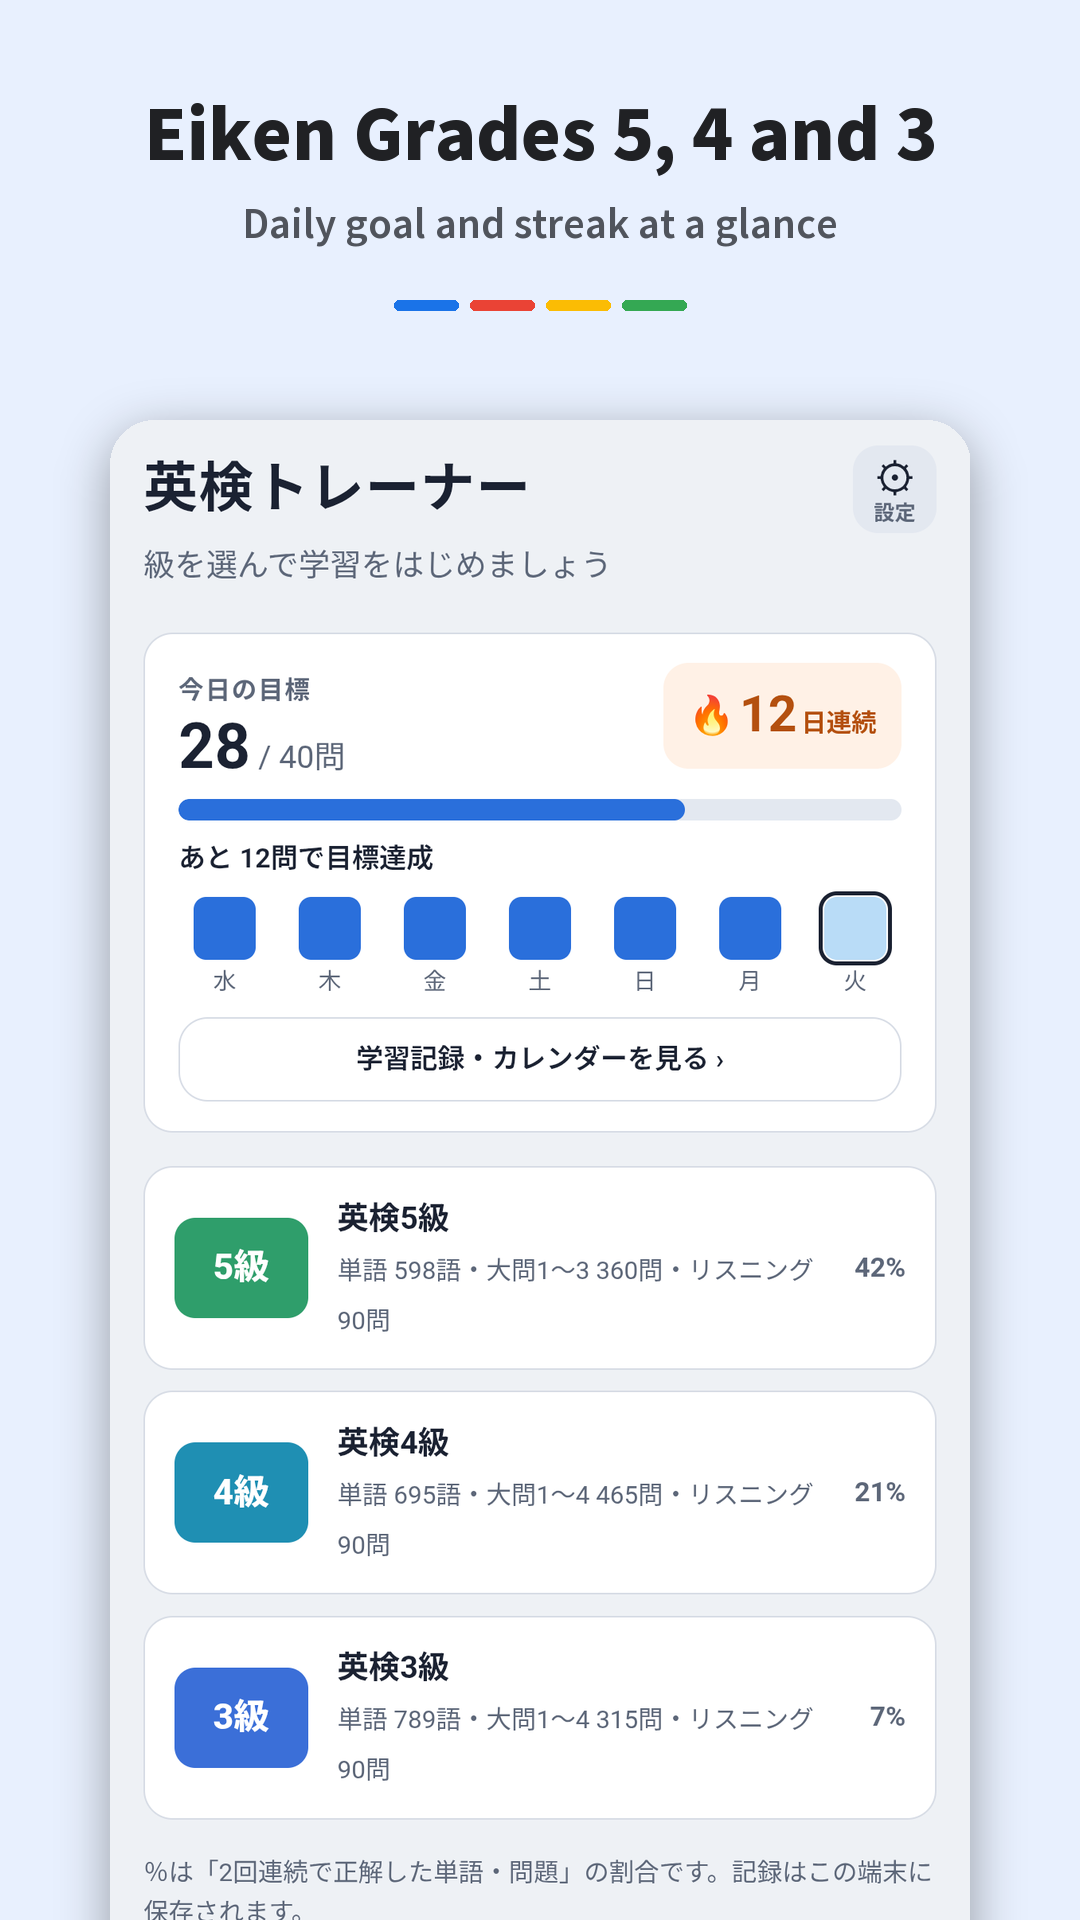 Eiken Grades 5, 4 and 3
Daily goal and streak at a glance
英検トレーナー
設定
級を選んで学習をはじめましょう
今日の目標
28 / 40問
🔥 12 日連続
あと 12問で目標達成
水 木 金 土 日 月 火
学習記録・カレンダーを見る ›
5級
英検5級
単語 598語・大問1〜3 360問・リスニング
90問
42%
4級
英検4級
単語 695語・大問1〜4 465問・リスニング
90問
21%
3級
英検3級
単語 789語・大問1〜4 315問・リスニング
90問
7%
%は「2回連続で正解した単語・問題」の割合です。記録はこの端末に
保存されます。